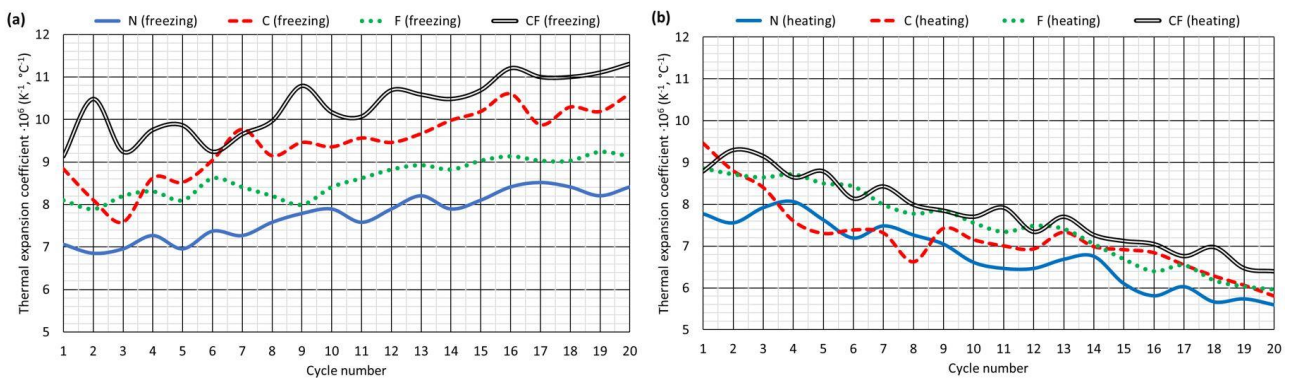 (a)
N (freezing) C (freezing) F (freezing) CF (freezing)
Thermal expansion coefficient ·10⁶ (K⁻¹, °C⁻¹)
12
11
10
9
8
7
6
5
1 2 3 4 5 6 7 8 9 10 11 12 13 14 15 16 17 18 19 20
Cycle number
(b)
N (heating) C (heating) F (heating) CF (heating)
Thermal expansion coefficient ·10⁶ (K⁻¹, °C⁻¹)
12
11
10
9
8
7
6
5
1 2 3 4 5 6 7 8 9 10 11 12 13 14 15 16 17 18 19 20
Cycle number